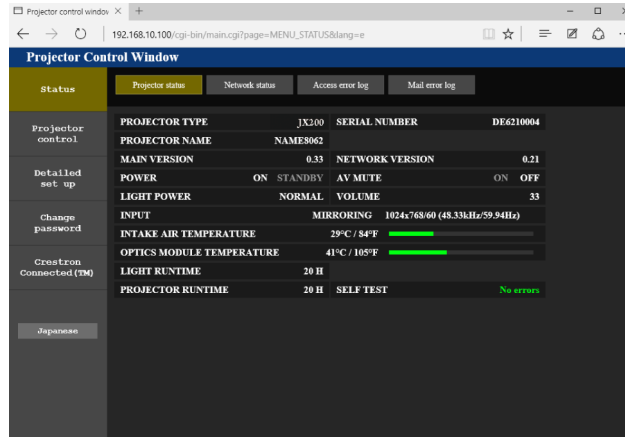 Projector control windov
192.168.10.100/cgi-bin/main.cgi?page=MENU_STATUS&lang=e
Projector Control Window
Status
Projector status
Network status
Access error log
Mail error log
Projector control
Detailed set up
Change password
Crestron Connected(TM)
Japanese
PROJECTOR TYPE JX200 SERIAL NUMBER DE6210004
PROJECTOR NAME NAME8062
MAIN VERSION 0.33 NETWORK VERSION 0.21
POWER ON STANDBY AV MUTE ON OFF
LIGHT POWER NORMAL VOLUME 33
INPUT MIRRORING 1024x768/60 (48.33kHz/59.94Hz)
INTAKE AIR TEMPERATURE 29°C / 84°F
OPTICS MODULE TEMPERATURE 41°C / 105°F
LIGHT RUNTIME 20 H
PROJECTOR RUNTIME 20 H SELF TEST No errors